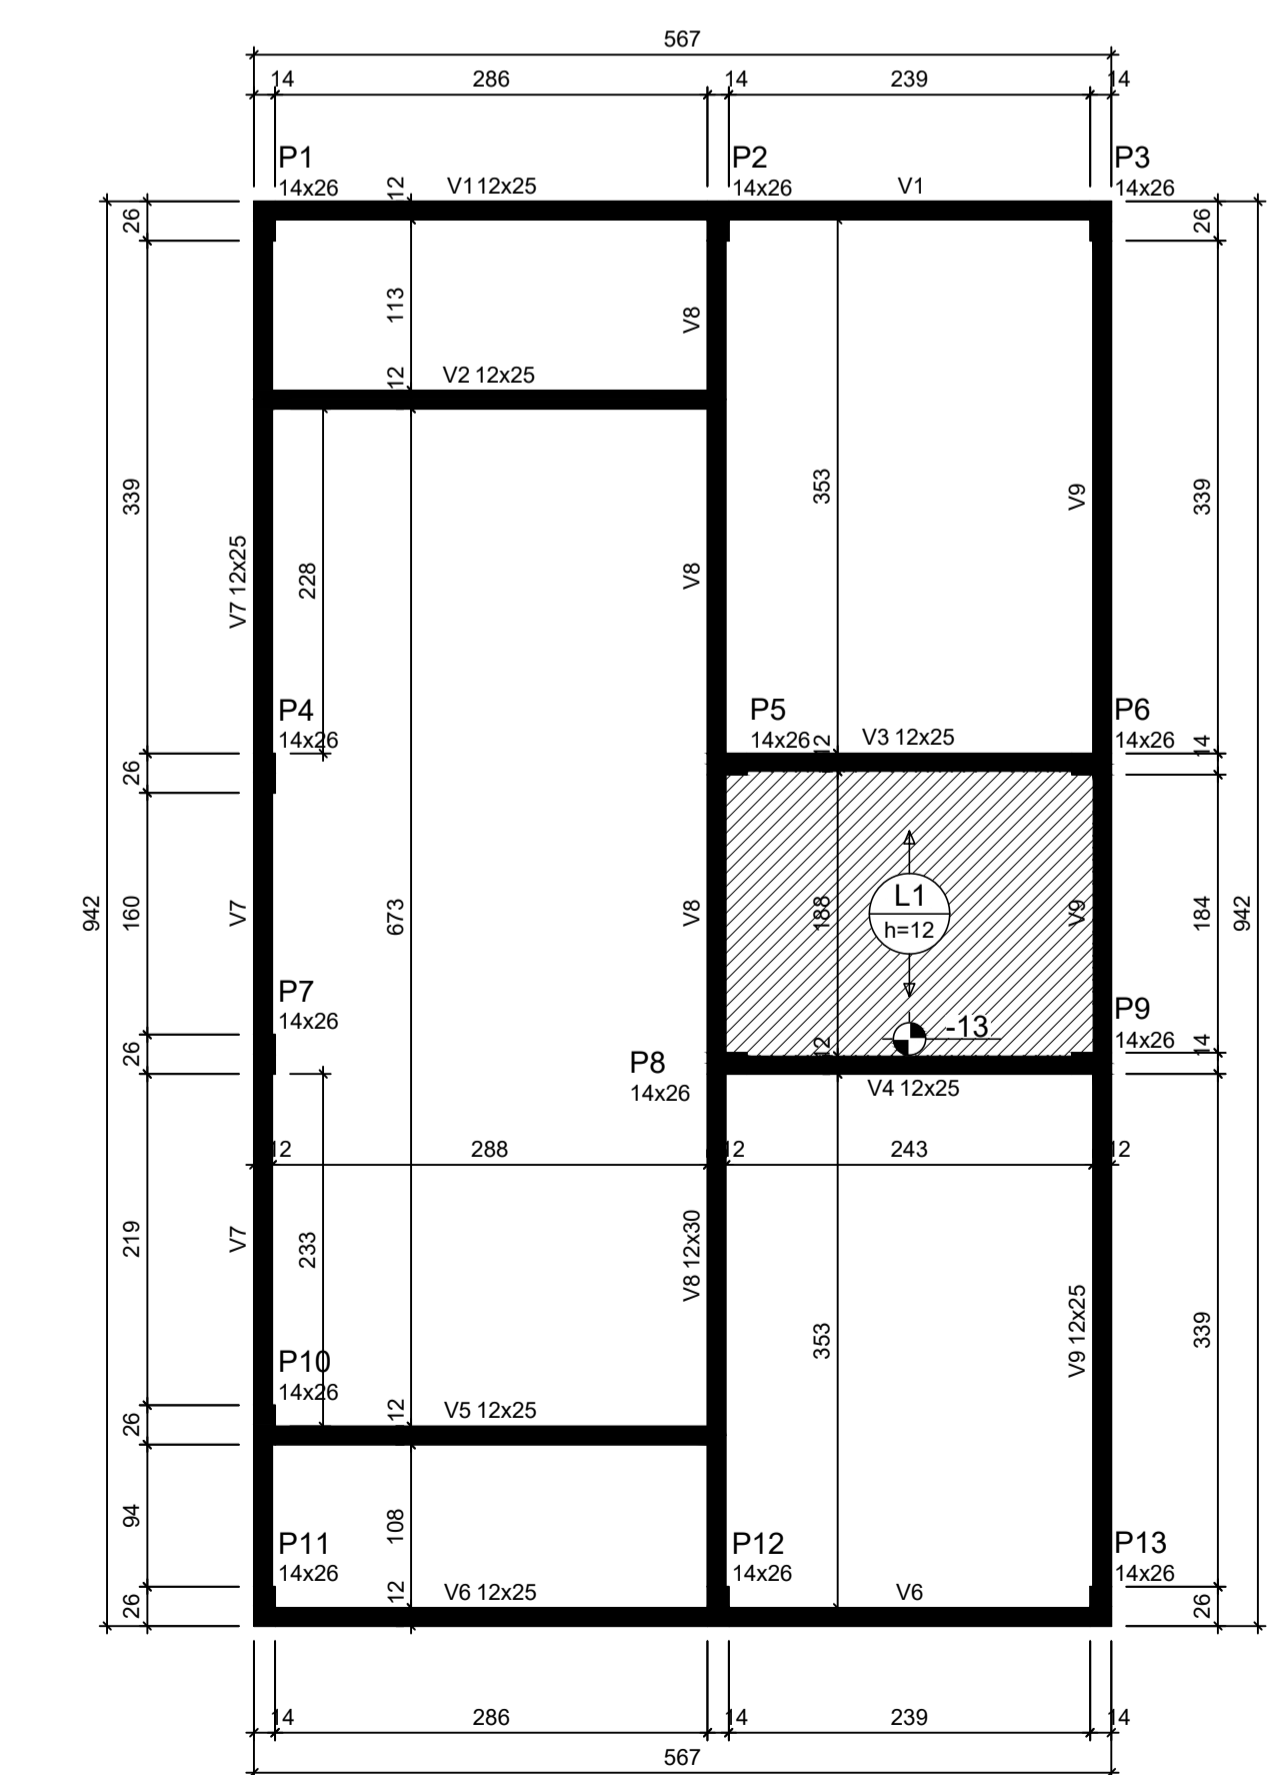 567
14 286 14 239 14
P1 P2 P3
14x26 12 V1 12x25 14x26 V1 14x26
26 26
113 V8
12 V2 12x25
339 353 V9 339
V7 12x25 228 V8
P4 P5 P6
14x26 14x26 12 V3 12x25 14x26 14
26
942 160 V7 673 V8 188 L1 V9 184 942
h=12
P7 P9
14x26 -13 14x26 14
26 12
P8
14x26 V4 12x25
12 288 12 243 12
219 V7 233 V8 12x30
353 V9 12x25 339
P10
14x26
26 12 V5 12x25
94 108
P11 P12 P13
14x26 14x26 14x26
26 12 V6 12x25 V6 26
14 286 14 239 14
567